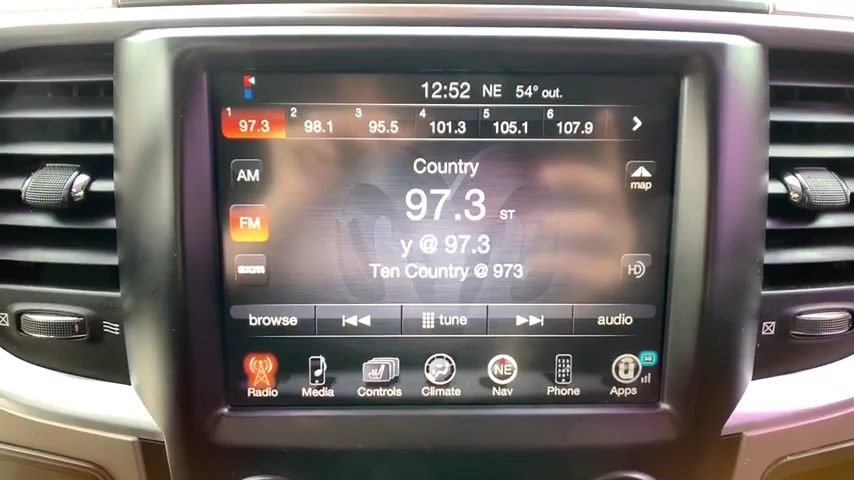 12:52 NE 54° out.
1 97.3 2 98.1 3 95.5 4 101.3 5 105.1 6 107.9
AM
Country
map
FM
97.3 ST
y @ 97.3
Ten Country @ 973
HD
browse tune audio
NE 3G
Radio Media Controls Climate Nav Phone Apps